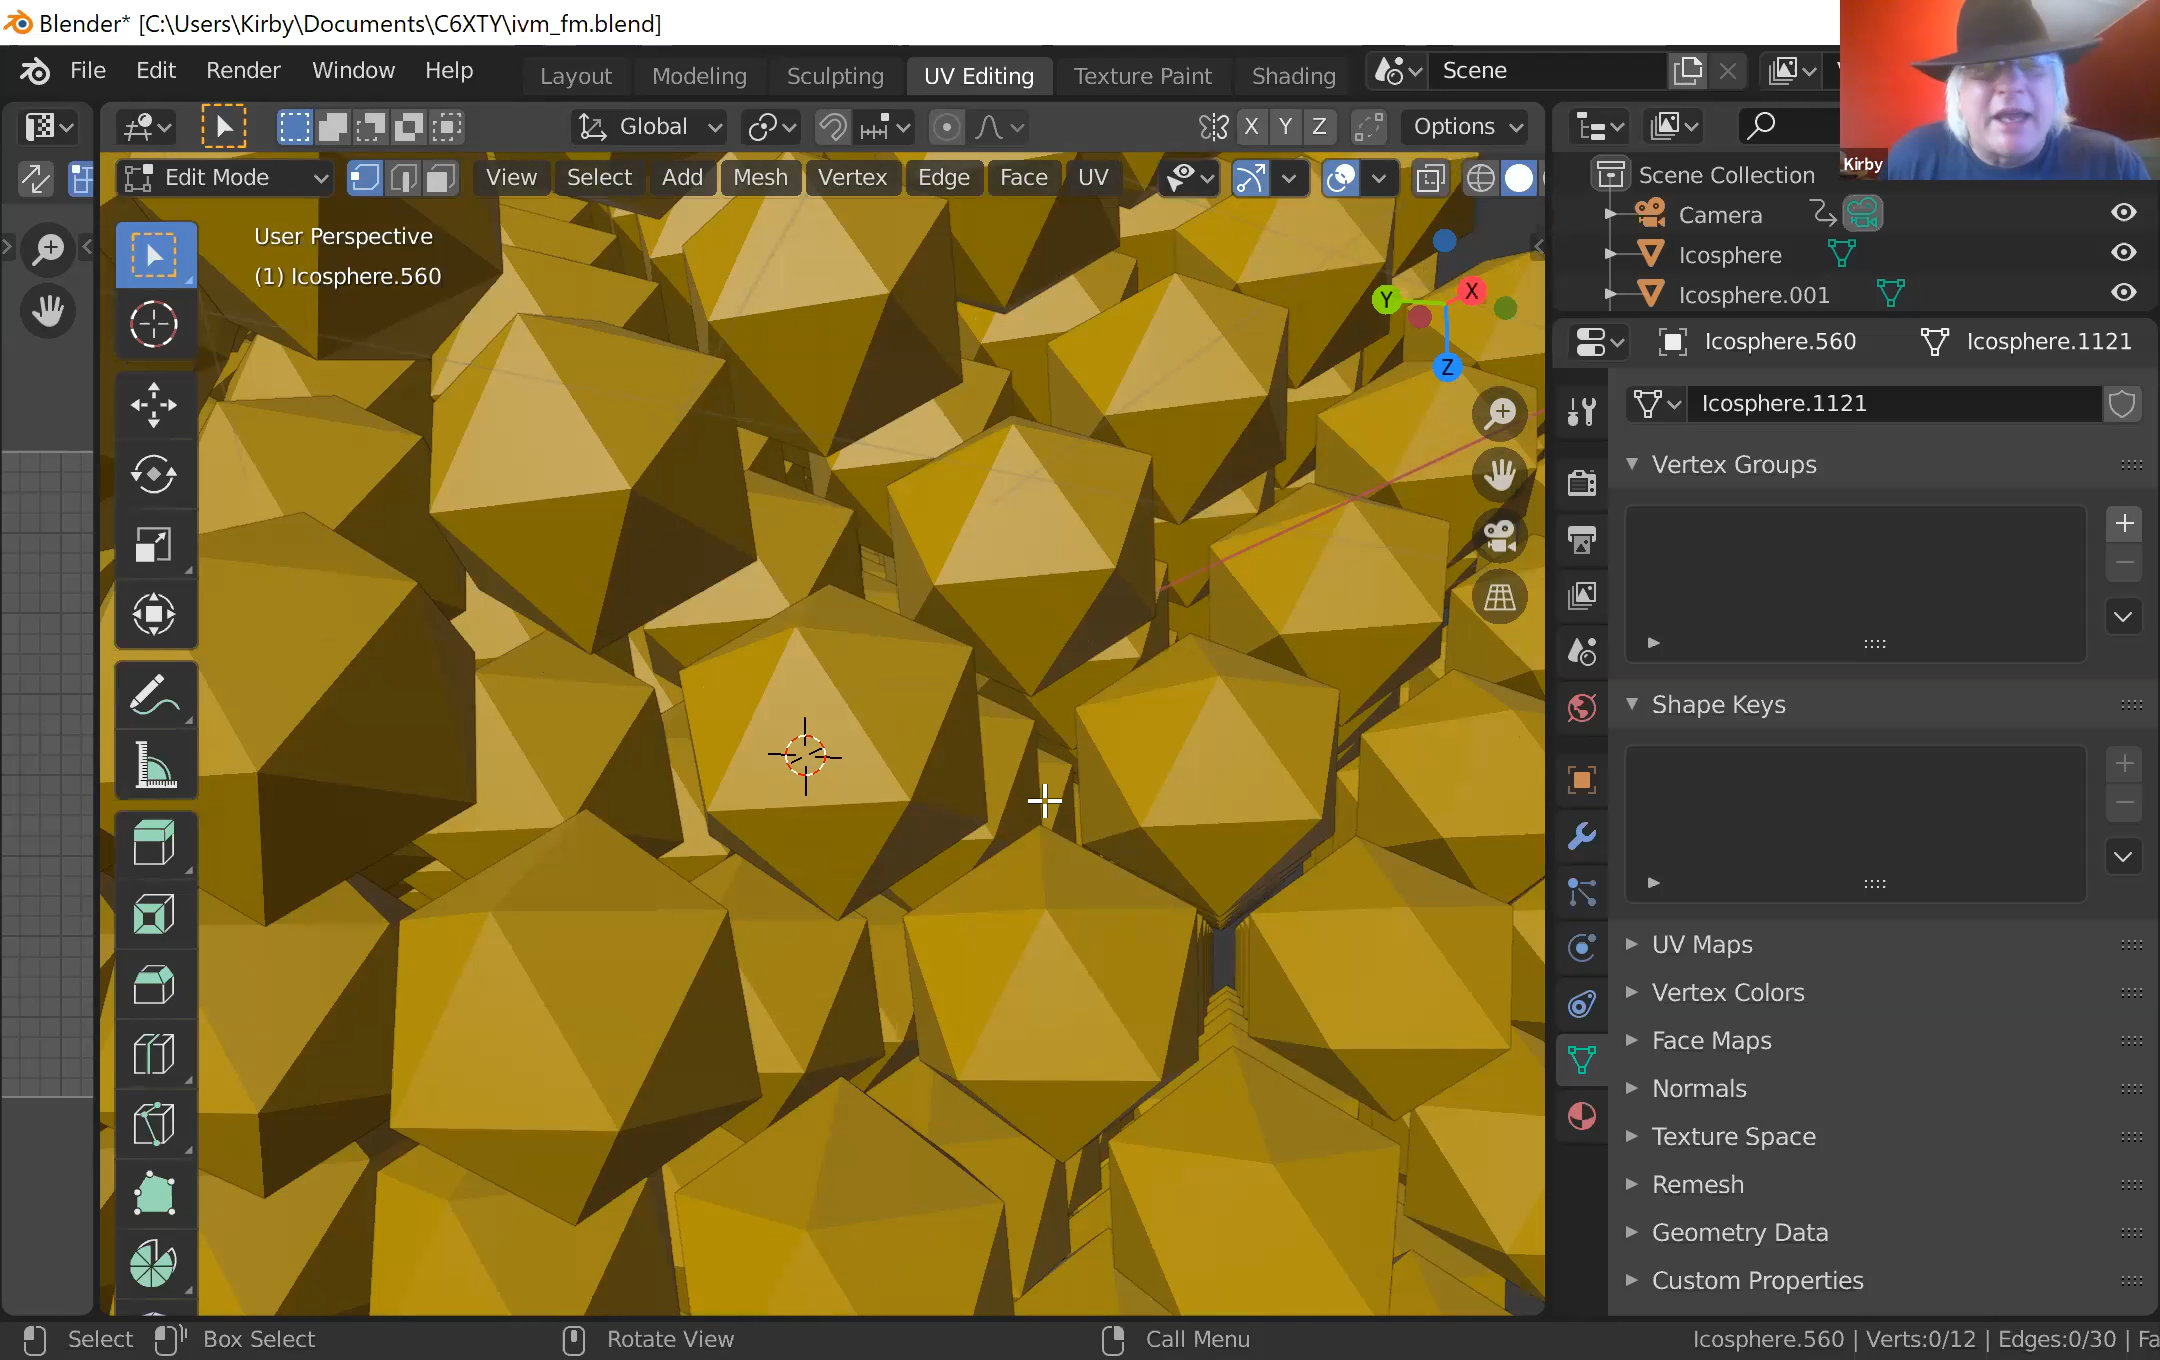 Blender* [C:\Users\Kirby\Documents\C6XTY\ivm_fm.blend]
File Edit Render Window Help
Layout Modeling Sculpting UV Editing Texture Paint Shading
Scene
Kirby
Global
X Y Z
Options
Edit Mode
View Select Add Mesh Vertex Edge Face UV
User Perspective
(1) Icosphere.560
Y X
Z
Scene Collection
Camera
Icosphere
Icosphere.001
Icosphere.560 Icosphere.1121
Icosphere.1121
Vertex Groups
Shape Keys
UV Maps
Vertex Colors
Face Maps
Normals
Texture Space
Remesh
Geometry Data
Custom Properties
Select Box Select Rotate View Call Menu
Icosphere.560 | Verts:0/12 | Edges:0/30 | Fa